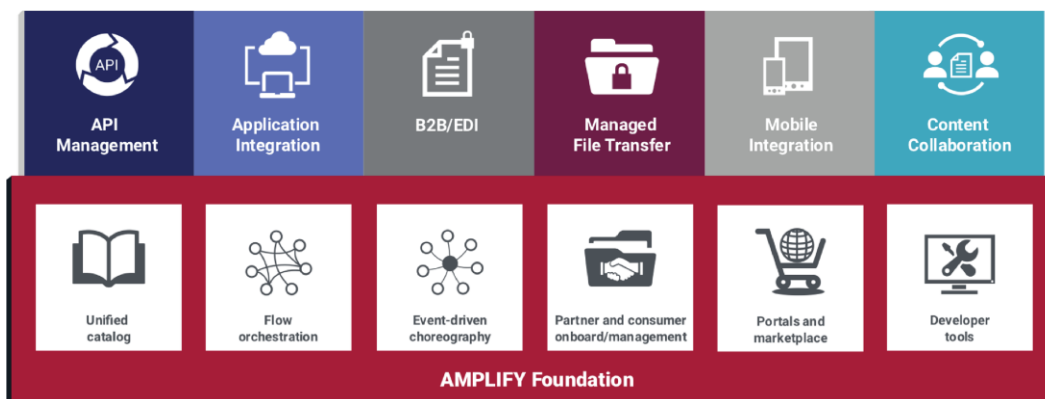 API
API
Management
Application
Integration
B2B/EDI
Managed
File Transfer
Mobile
Integration
Content
Collaboration
Unified
catalog
Flow
orchestration
Event-driven
choreography
Partner and consumer
onboard/management
Portals and
marketplace
Developer
tools
AMPLIFY Foundation